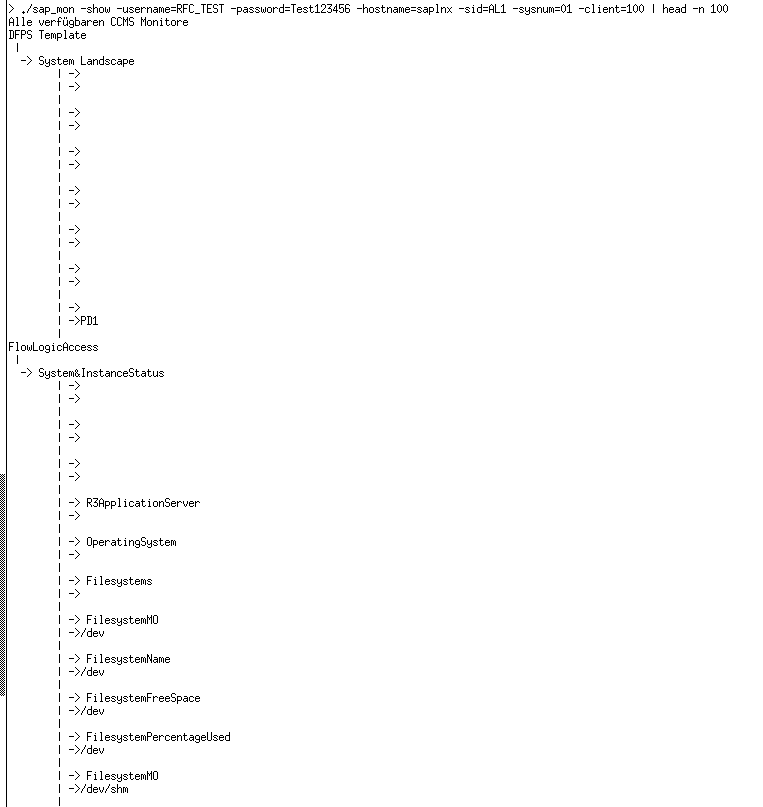 > ./sap_mon -show -username=RFC_TEST -password=Test123456 -hostname=saplnx -sid=AL1 -sysnum=01 -client=100 | head -n 100
Alle verfügbaren CCMS Monitore
DFPS Template
|
-> System Landscape
| ->
| ->
|
| ->
| ->
|
| ->
| ->
|
| ->
| ->
|
| ->
| ->
|
| ->
| ->
|
| ->
| ->PD1
|
FlowLogicAccess
|
-> System&InstanceStatus
| ->
| ->
|
| ->
| ->
|
| ->
| ->
|
| -> R3ApplicationServer
| ->
|
| -> OperatingSystem
| ->
|
| -> Filesystems
| ->
|
| -> FilesystemMO
| ->/dev
|
| -> FilesystemName
| ->/dev
|
| -> FilesystemFreeSpace
| ->/dev
|
| -> FilesystemPercentageUsed
| ->/dev
|
| -> FilesystemMO
| ->/dev/shm
|